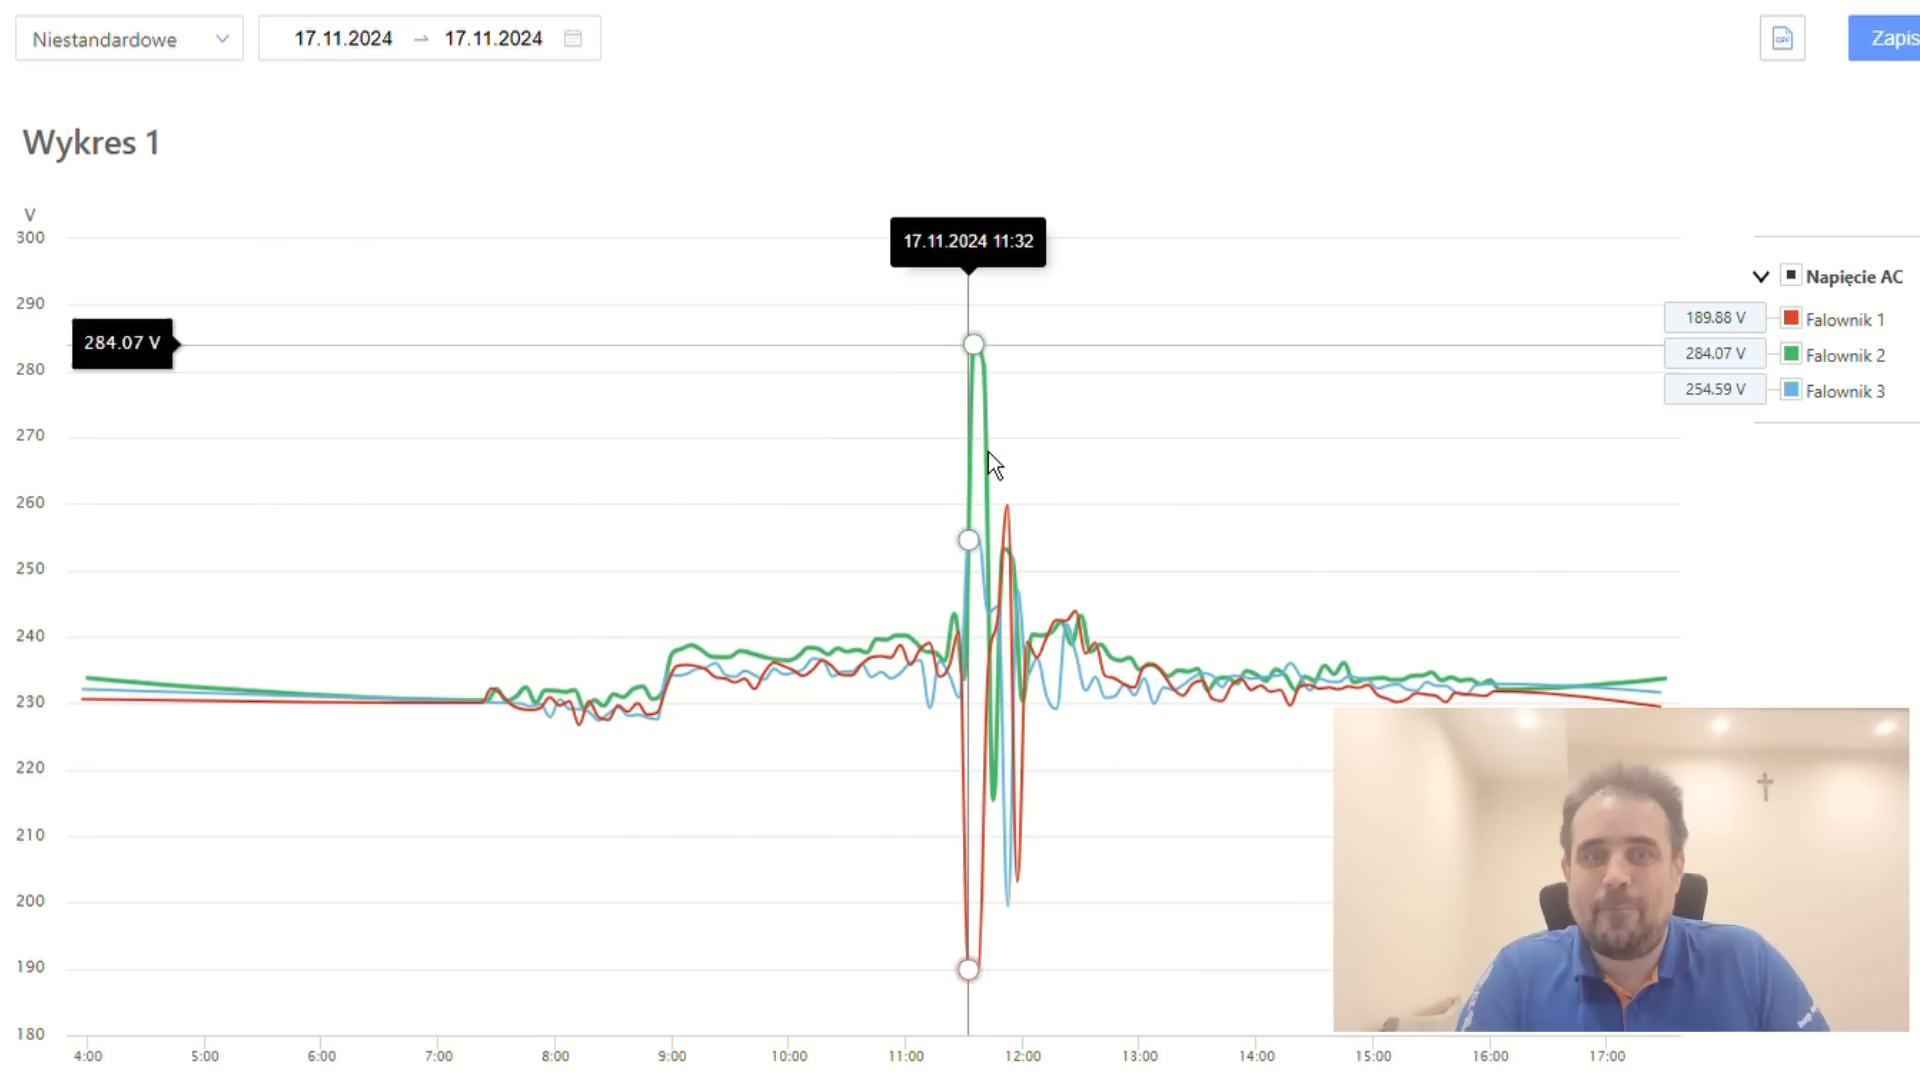 Niestandardowe
17.11.2024 → 17.11.2024
CSV
Zapis
Wykres 1
V
300
290
280
270
260
250
240
230
220
210
200
190
180
17.11.2024 11:32
284.07 V
Napięcie AC
189.88 V Falownik 1
284.07 V Falownik 2
254.59 V Falownik 3
4:00 5:00 6:00 7:00 8:00 9:00 10:00 11:00 12:00 13:00 14:00 15:00 16:00 17:00